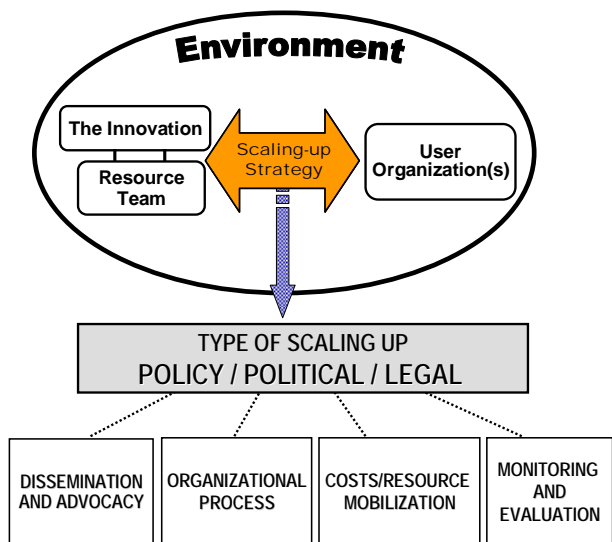 Environment
The Innovation
Resource
Team
Scaling-up
Strategy
User
Organization(s)
TYPE OF SCALING UP
POLICY / POLITICAL / LEGAL
DISSEMINATION
AND ADVOCACY
ORGANIZATIONAL
PROCESS
COSTS/RESOURCE
MOBILIZATION
MONITORING
AND
EVALUATION